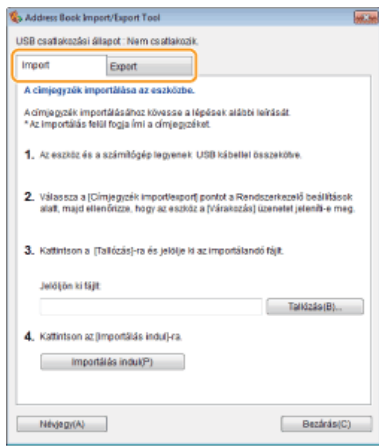 Address Book Import/Export Tool
USB csatlakozási állapot : Nem csatlakozik.
Import
Export
A címjegyzék importálása az eszközbe.
A címjegyzék importálásához kövesse a lépések alábbi leírását.
* Az importálás felül fogja írni a címjegyzéket.
1. Az eszköz és a számítógép legyenek USB kábellel összekötve.
2. Válassza a [Címjegyzék import/export] pontot a Rendszerkezelő beállítások
alatt, majd ellenőrizze, hogy az eszköz a [Várakozás] üzenetet jeleníti-e meg.
3. Kattintson a [Tallózás]-ra és jelölje ki az importálandó fájlt.
Jelöljön ki fájlt:
Tallózás(B)...
4. Kattintson az [Importálás indul]-ra.
Importálás indul(P)
Névjegy(A)
Bezárás(C)